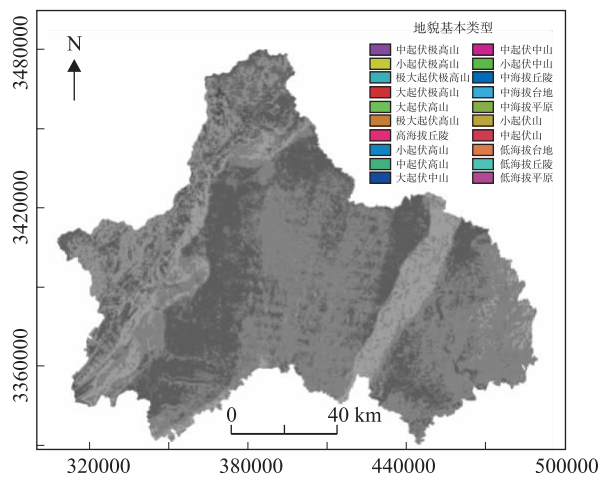 地貌基本类型
中起伏极高山
小起伏极高山
极大起伏极高山
大起伏极高山
大起伏高山
极大起伏高山
高海拔丘陵
小起伏高山
中起伏高山
大起伏中山
中起伏中山
小起伏中山
中海拔丘陵
中海拔台地
中海拔平原
小起伏山
中起伏山
低海拔台地
低海拔丘陵
低海拔平原
N
3480000
3420000
3360000
0 40 km
320000 380000 440000 500000